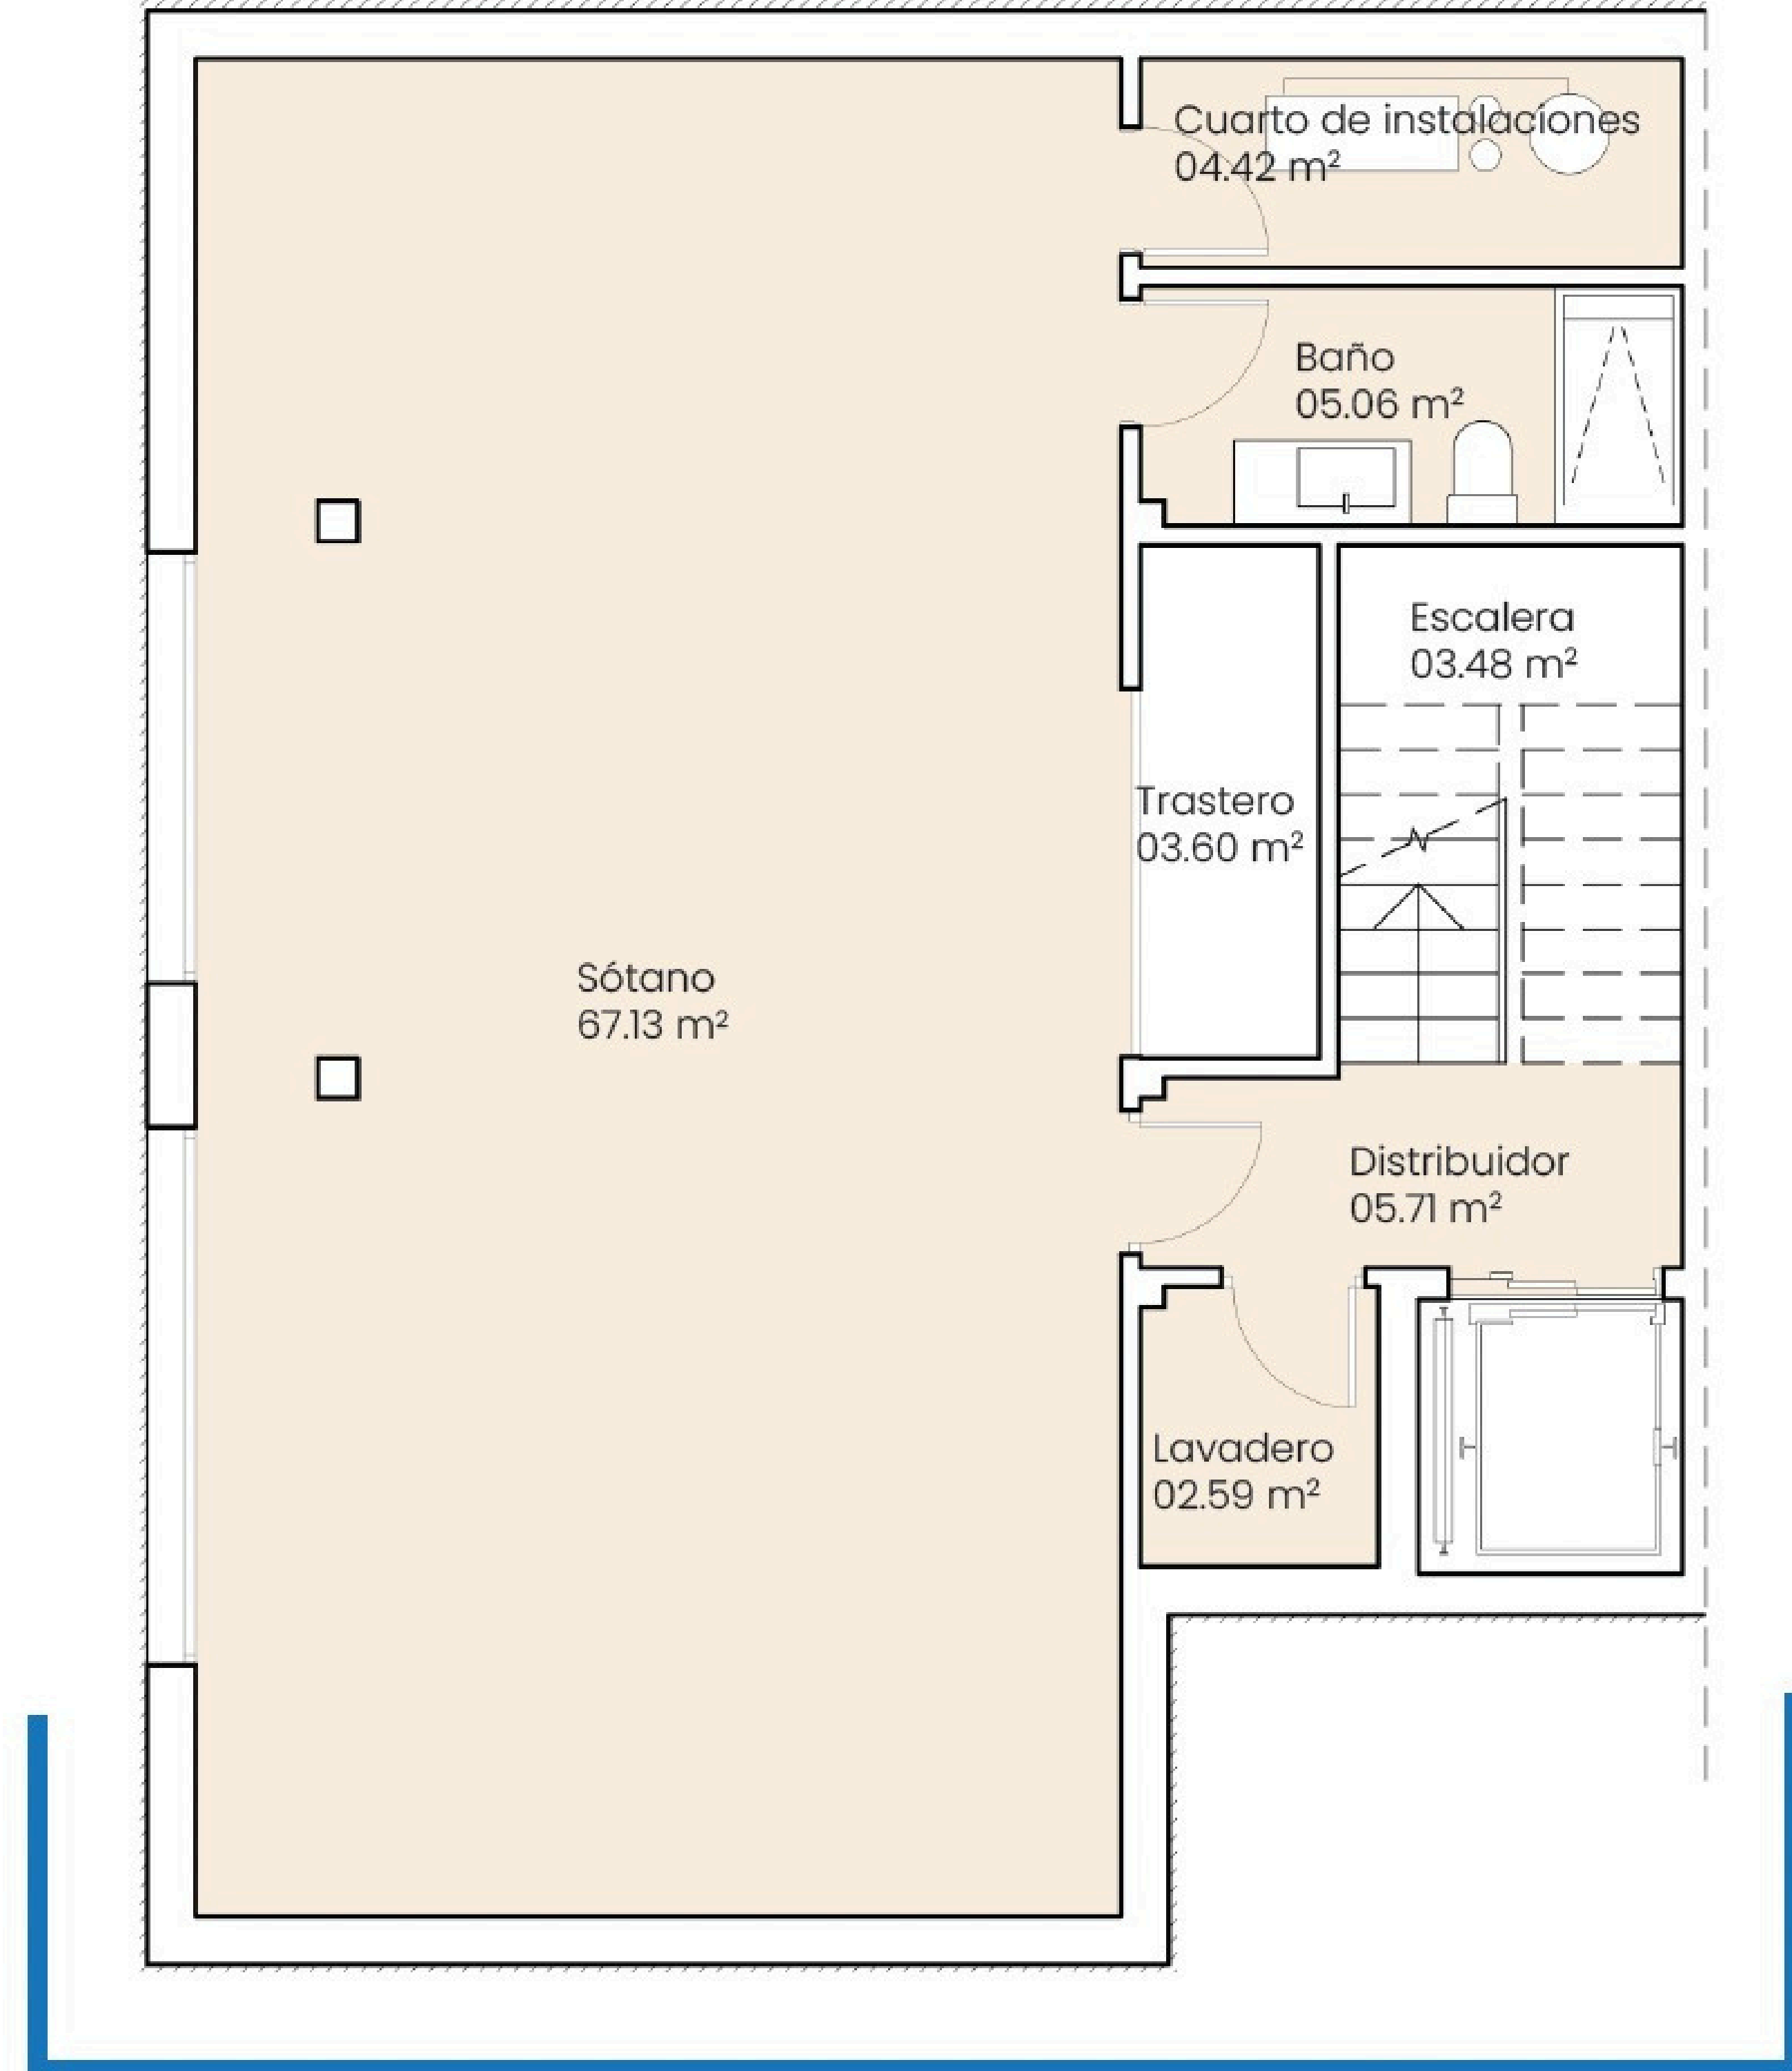 Cuarto de instalaciones
04.42 m²
Baño
05.06 m²
Escalera
03.48 m²
Trastero
03.60 m²
Sótano
67.13 m²
Distribuidor
05.71 m²
Lavadero
02.59 m²